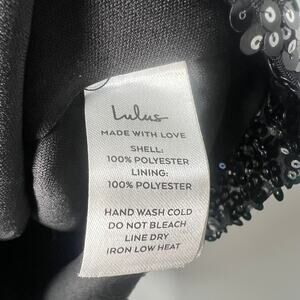 Lulus
MADE WITH LOVE
SHELL:
100% POLYESTER
LINING:
100% POLYESTER
HAND WASH COLD
DO NOT BLEACH
LINE DRY
IRON LOW HEAT